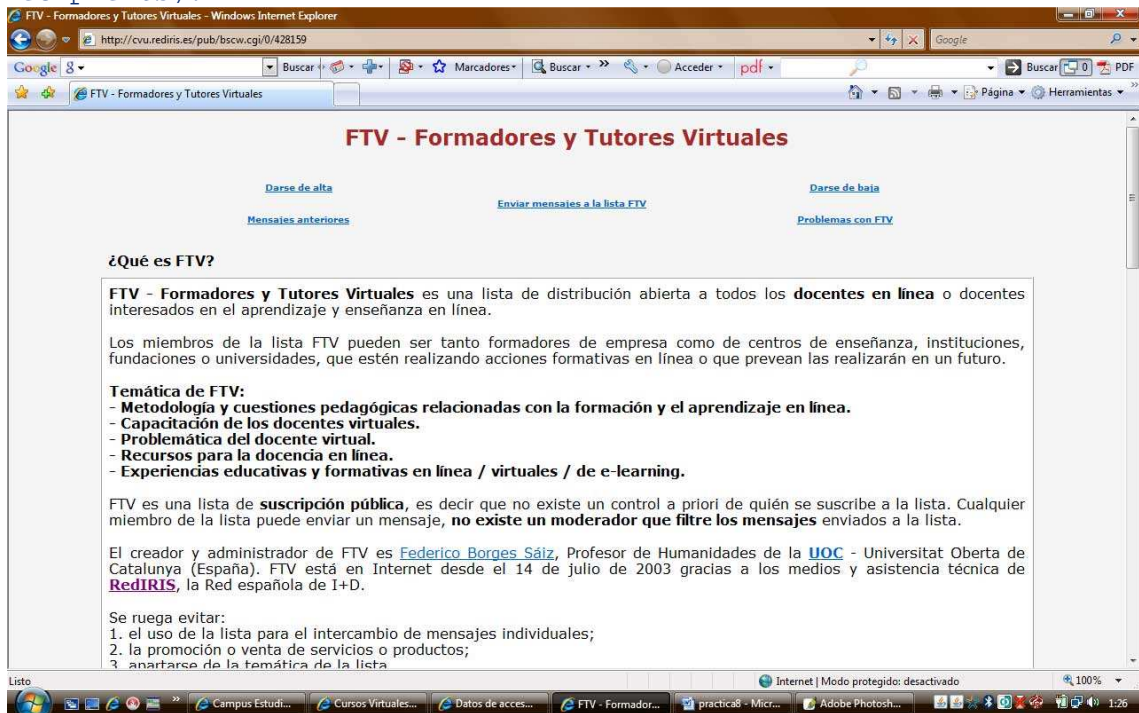 FTV - Formadores y Tutores Virtuales - Windows Internet Explorer
http://cvu.rediris.es/pub/bscw.cgi/0/428159
Google
Google
Buscar
Marcadores
Buscar
Acceder
pdf
Buscar
0
PDF
FTV - Formadores y Tutores Virtuales
Página
Herramientas
FTV - Formadores y Tutores Virtuales
Darse de alta
Enviar mensajes a la lista FTV
Darse de baja
Mensajes anteriores
Problemas con FTV
¿Qué es FTV?
FTV - Formadores y Tutores Virtuales es una lista de distribución abierta a todos los docentes en línea o docentes
interesados en el aprendizaje y enseñanza en línea.
Los miembros de la lista FTV pueden ser tanto formadores de empresa como de centros de enseñanza, instituciones,
fundaciones o universidades, que estén realizando acciones formativas en línea o que prevean las realizarán en un futuro.
Temática de FTV:
- Metodología y cuestiones pedagógicas relacionadas con la formación y el aprendizaje en línea.
- Capacitación de los docentes virtuales.
- Problemática del docente virtual.
- Recursos para la docencia en línea.
- Experiencias educativas y formativas en línea / virtuales / de e-learning.
FTV es una lista de suscripción pública, es decir que no existe un control a priori de quién se suscribe a la lista. Cualquier
miembro de la lista puede enviar un mensaje, no existe un moderador que filtre los mensajes enviados a la lista.
El creador y administrador de FTV es Federico Borges Sáiz, Profesor de Humanidades de la UOC - Universitat Oberta de
Catalunya (España). FTV está en Internet desde el 14 de julio de 2003 gracias a los medios y asistencia técnica de
RedIRIS, la Red española de I+D.
Se ruega evitar:
1. el uso de la lista para el intercambio de mensajes individuales;
2. la promoción o venta de servicios o productos;
3. apartarse de la temática de la lista
Listo
Internet | Modo protegido: desactivado
100%
Campus Estudi...
Cursos Virtuales...
Datos de acces...
FTV - Formador...
practica8 - Micr...
Adobe Photosh...
1:26